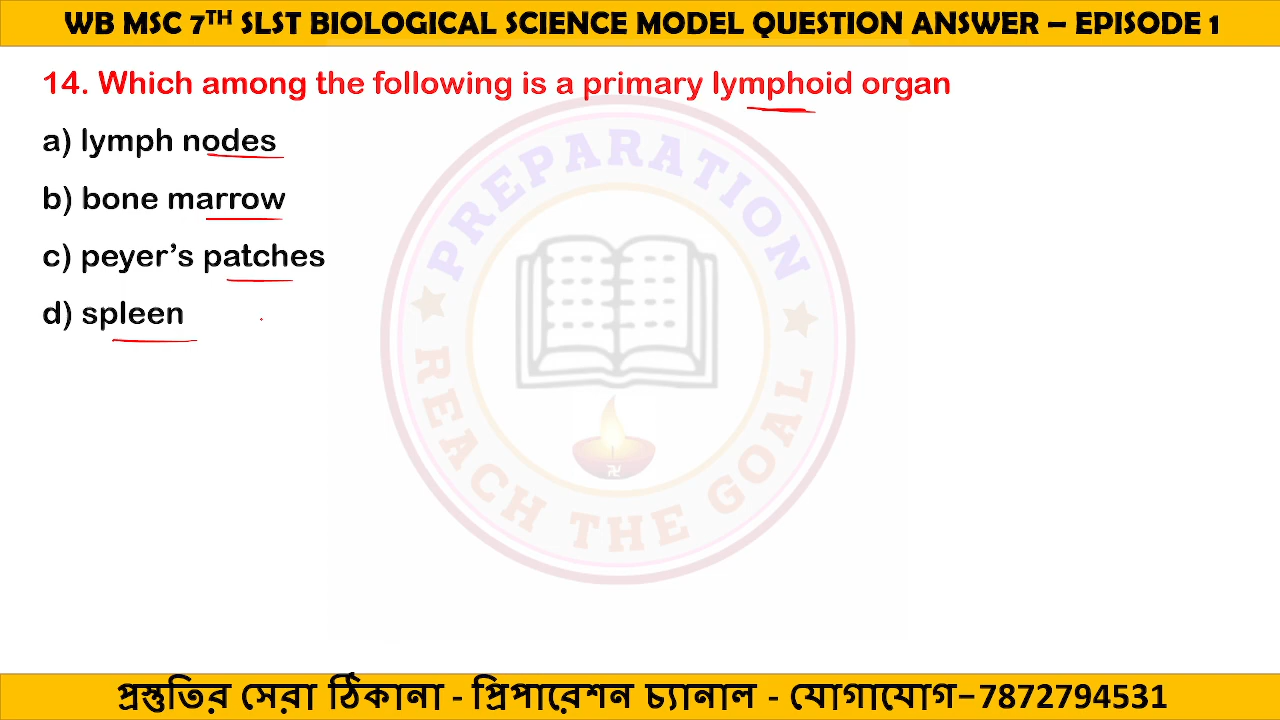 WB MSC 7TH SLST BIOLOGICAL SCIENCE MODEL QUESTION ANSWER – EPISODE 1
14. Which among the following is a primary lymphoid organ
a) lymph nodes
b) bone marrow
c) peyer’s patches
d) spleen
PREPARATION
REACH THE GOAL
প্রস্তুতির সেরা ঠিকানা - প্রিপারেশন চ্যানাল - যোগাযোগ–7872794531